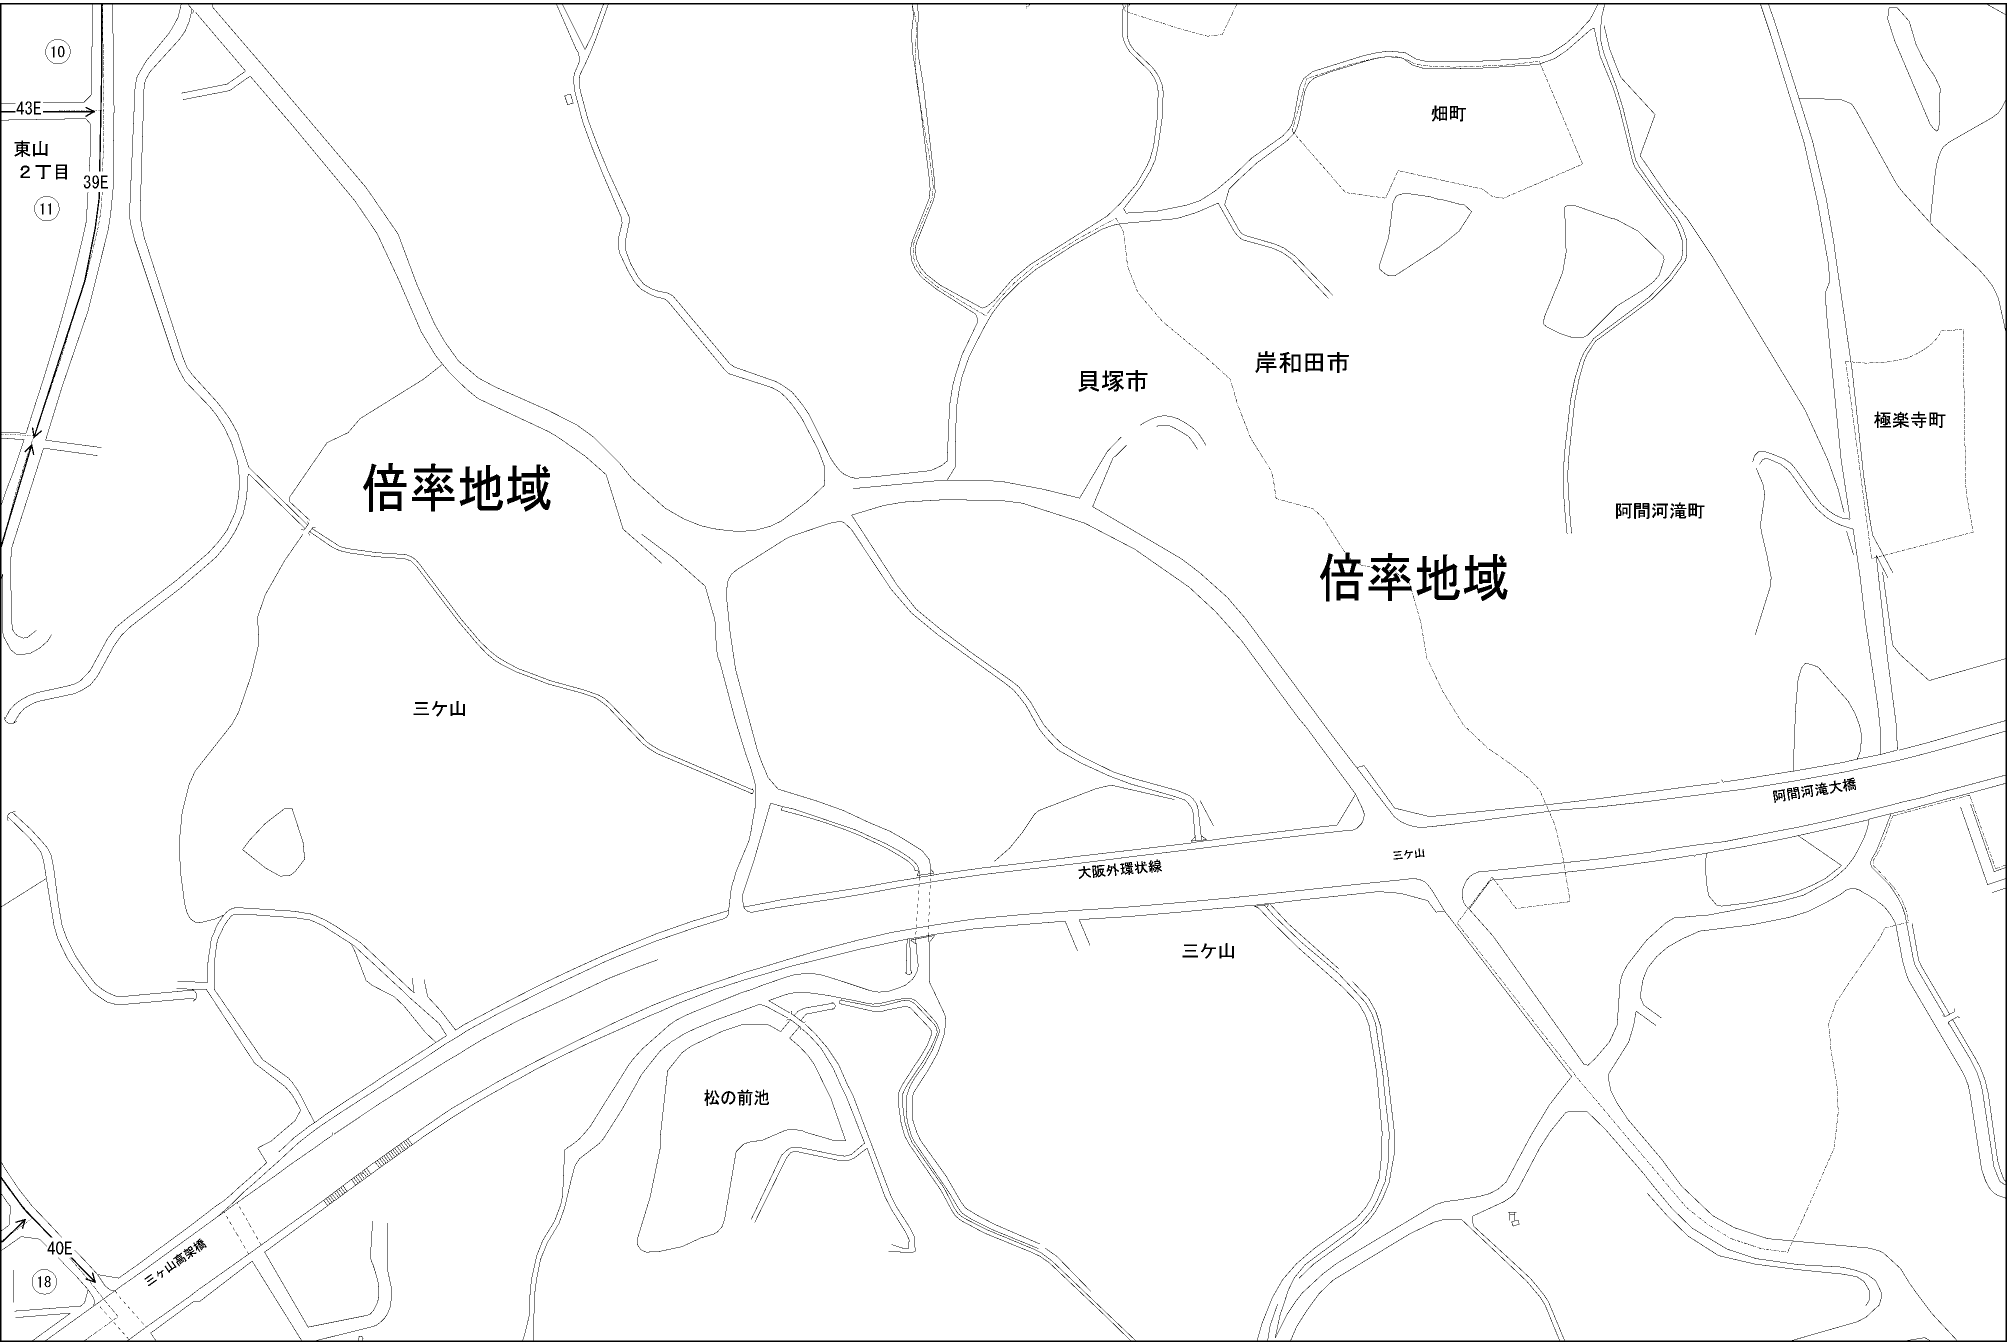 10
43E
東山
２丁目
39E
11
畑町
貝塚市
岸和田市
極楽寺町
倍率地域
阿間河滝町
倍率地域
三ケ山
阿間河滝大橋
大阪外環状線
三ケ山
三ケ山
松の前池
40E
三ヶ山高架橋
18